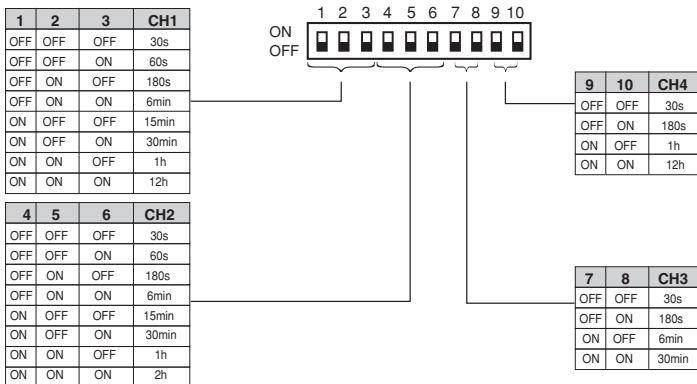 1 2 3 CH1
OFF OFF OFF 30s
OFF OFF ON 60s
OFF ON OFF 180s
OFF ON ON 6min
ON OFF OFF 15min
ON OFF ON 30min
ON ON OFF 1h
ON ON ON 12h
4 5 6 CH2
OFF OFF OFF 30s
OFF OFF ON 60s
OFF ON OFF 180s
OFF ON ON 6min
ON OFF OFF 15min
ON OFF ON 30min
ON ON OFF 1h
ON ON ON 2h
1 2 3 4 5 6 7 8 9 10
ON
OFF
9 10 CH4
OFF OFF 30s
OFF ON 180s
ON OFF 1h
ON ON 12h
7 8 CH3
OFF OFF 30s
OFF ON 180s
ON OFF 6min
ON ON 30min